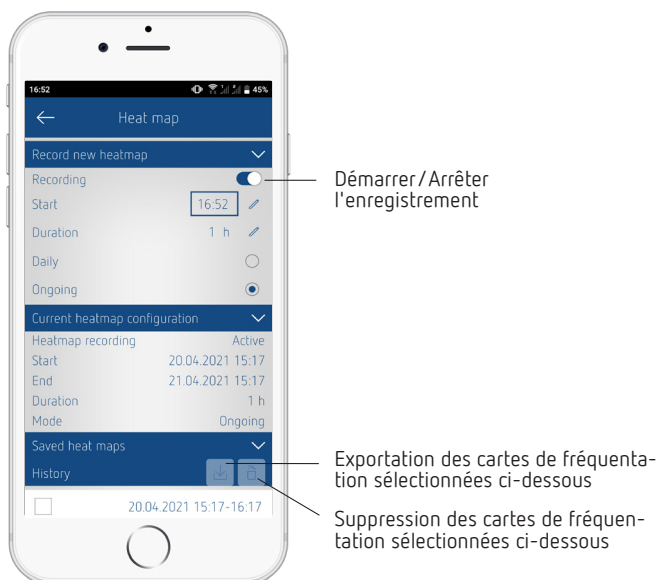 16:52 45%
Heat map
Record new heatmap
Recording
Démarrer/Arrêter
l'enregistrement
Start 16:52
Duration 1 h
Daily
Ongoing
Current heatmap configuration
Heatmap recording Active
Start 20.04.2021 15:17
End 21.04.2021 15:17
Duration 1 h
Mode Ongoing
Saved heat maps
History
Exportation des cartes de fréquenta-
tion sélectionnées ci-dessous
20.04.2021 15:17-16:17
Suppression des cartes de fréquen-
tation sélectionnées ci-dessous